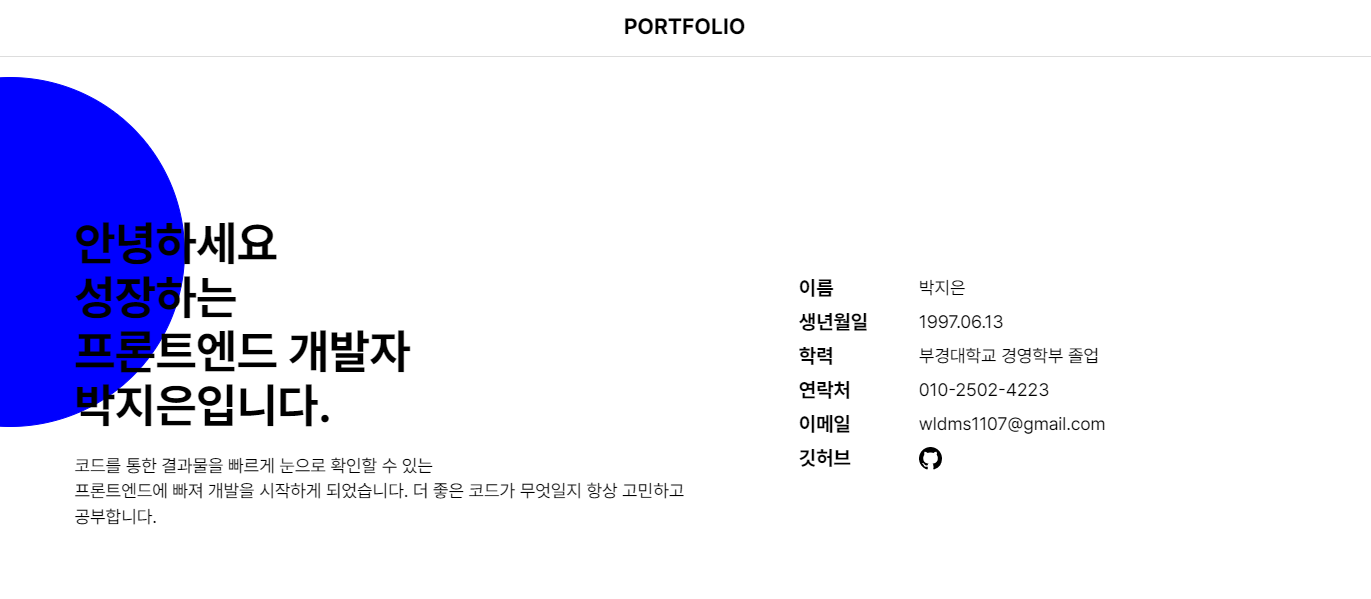 PORTFOLIO
안녕하세요
성장하는
프론트엔드 개발자
박지은입니다.
코드를 통한 결과물을 빠르게 눈으로 확인할 수 있는
프론트엔드에 빠져 개발을 시작하게 되었습니다. 더 좋은 코드가 무엇일지 항상 고민하고
공부합니다.
이름 박지은
생년월일 1997.06.13
학력 부경대학교 경영학부 졸업
연락처 010-2502-4223
이메일 wldms1107@gmail.com
깃허브